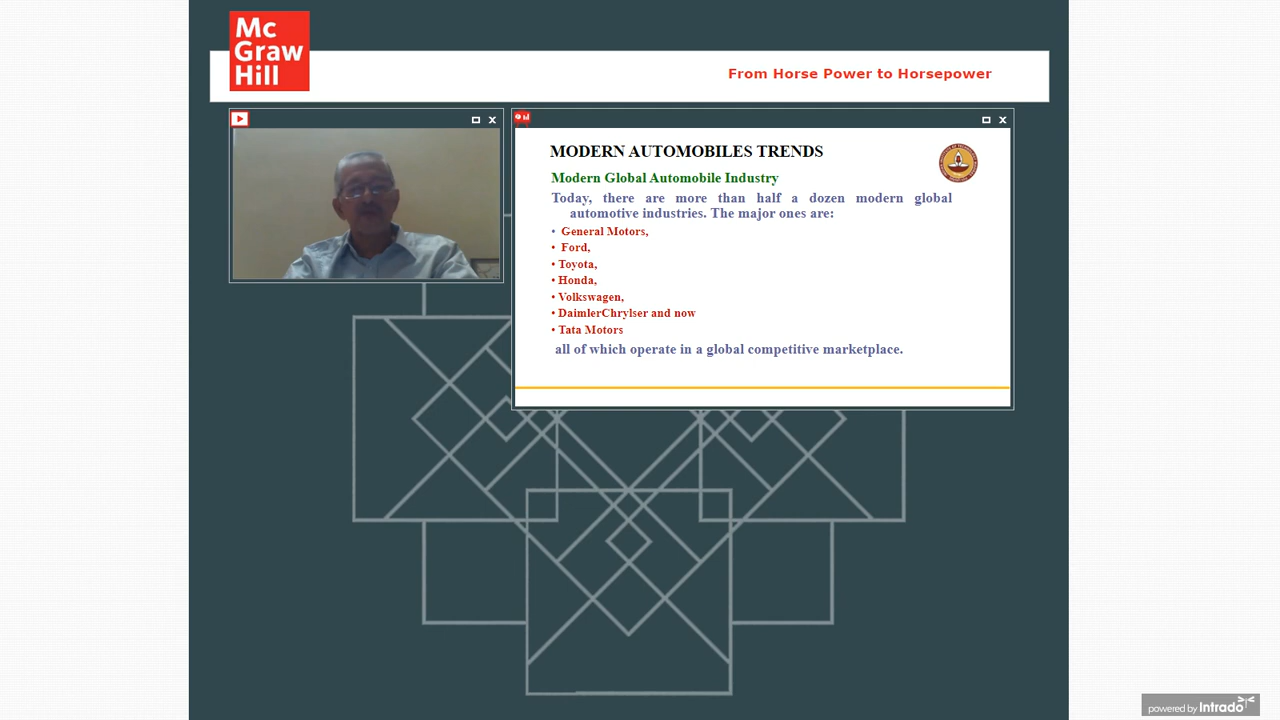 Mc
Graw
Hill
From Horse Power to Horsepower
MODERN AUTOMOBILES TRENDS
Modern Global Automobile Industry
Today, there are more than half a dozen modern global
automotive industries. The major ones are:
• General Motors,
• Ford,
• Toyota,
• Honda,
• Volkswagen,
• DaimlerChrylser and now
• Tata Motors
all of which operate in a global competitive marketplace.
powered by Intrado